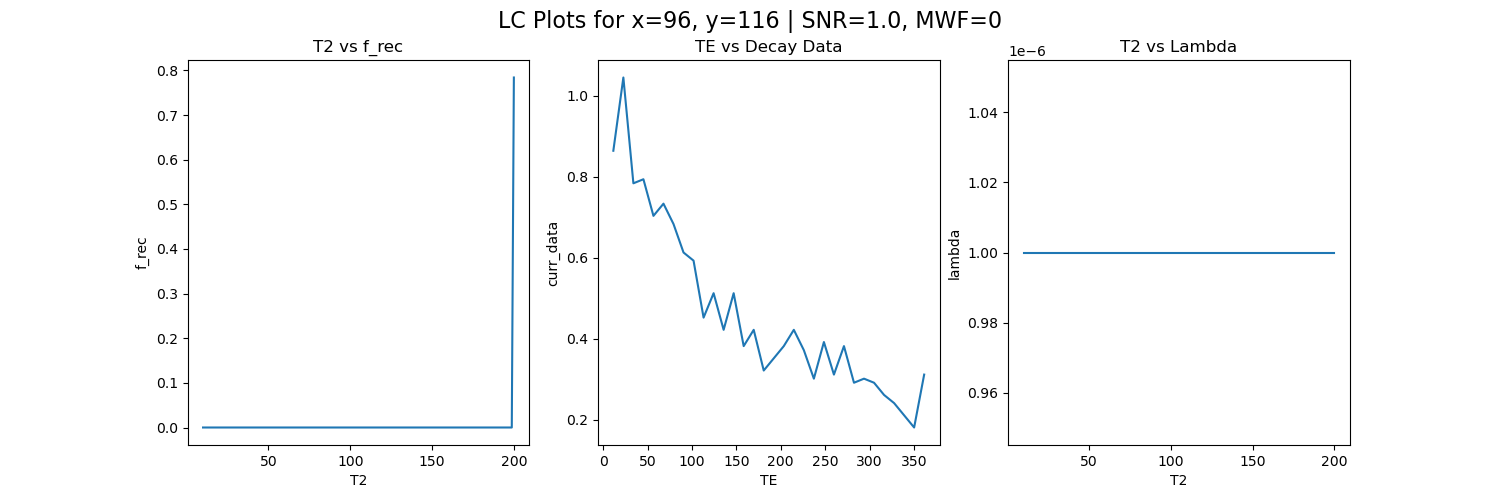 LC Plots for x=96, y=116 | SNR=1.0, MWF=0
T2 vs f_rec
f_rec
0.8
0.7
0.6
0.5
0.4
0.3
0.2
0.1
0.0
50 100 150 200
T2
TE vs Decay Data
curr_data
1.0
0.8
0.6
0.4
0.2
0 50 100 150 200 250 300 350
TE
T2 vs Lambda
1e−6
lambda
1.04
1.02
1.00
0.98
0.96
50 100 150 200
T2